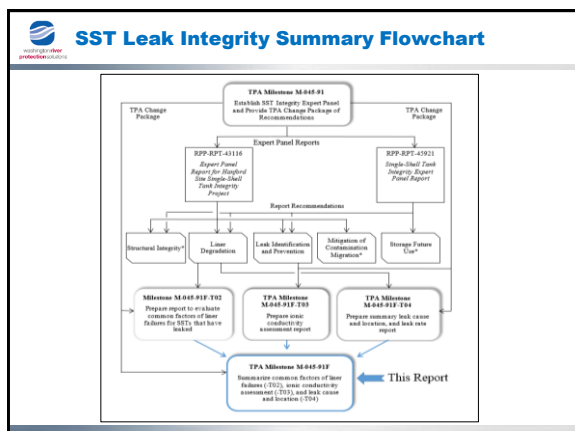 washington river
protection solutions
SST Leak Integrity Summary Flowchart
TPA Milestone M-045-91
Establish SST Integrity Expert Panel
and Provide TPA Change Package of
Recommendations
TPA Change
Package
TPA Change
Package
Expert Panel Reports
RPP-RPT-43116
Expert Panel
Report for Hanford
Site Single-Shell
Tank Integrity
Project
RPP-RPT-45921
Single-Shell Tank
Integrity Expert
Panel Report
Report Recommendations
Structural Integrity*
Liner
Degradation
Leak Identification
and Prevention
Mitigation of
Contamination
Migration*
Storage Future
Use*
Milestone M-045-91F-T02
Prepare report to evaluate
common factors of liner
failures for SSTs that have
leaked
TPA Milestone M-045-91F-T03
Prepare ionic
conductivity
assessment report
TPA Milestone M-045-91F-T04
Prepare summary leak cause
and location, and leak rate
report
TPA Milestone M-045-91F
Summarize common factors of liner
failures (-T02), ionic conductivity
assessment (-T03), and leak cause
and location (-T04)
This Report